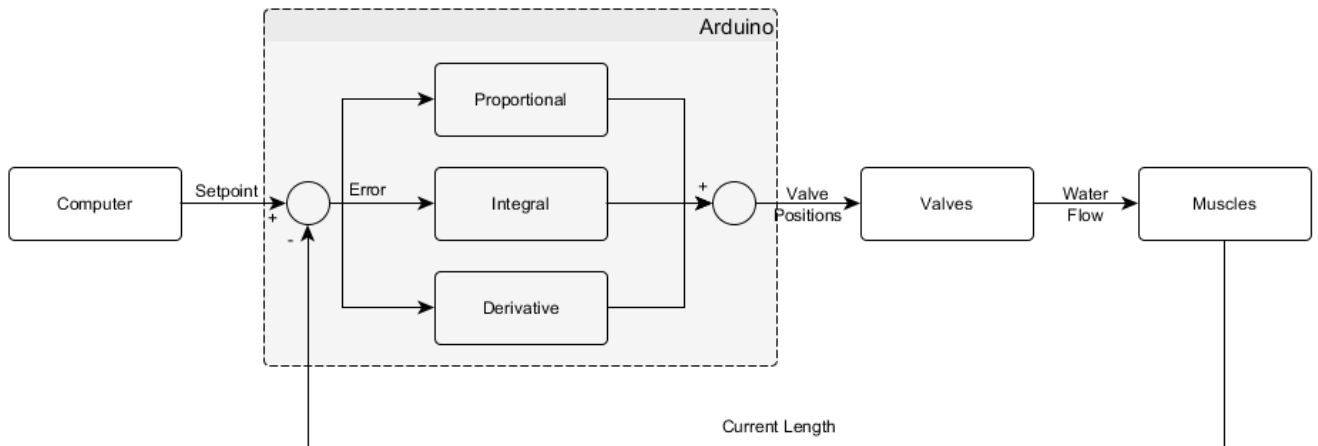 Arduino
Proportional
Computer
Setpoint
+
-
Error
Integral
+
Valve
Positions
Valves
Water
Flow
Muscles
Derivative
Current Length